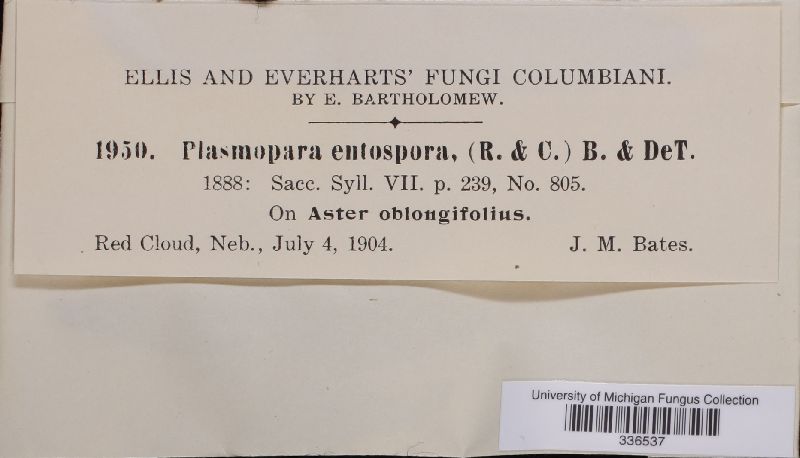 ELLIS AND EVERHARTS' FUNGI COLUMBIANI.
BY E. BARTHOLOMEW.
1950. Plasmopara entospora, (R. & C.) B. & DeT.
1888: Sacc. Syll. VII. p. 239, No. 805.
On Aster oblongifolius.
Red Cloud, Neb., July 4, 1904. J. M. Bates.
University of Michigan Fungus Collection
336537